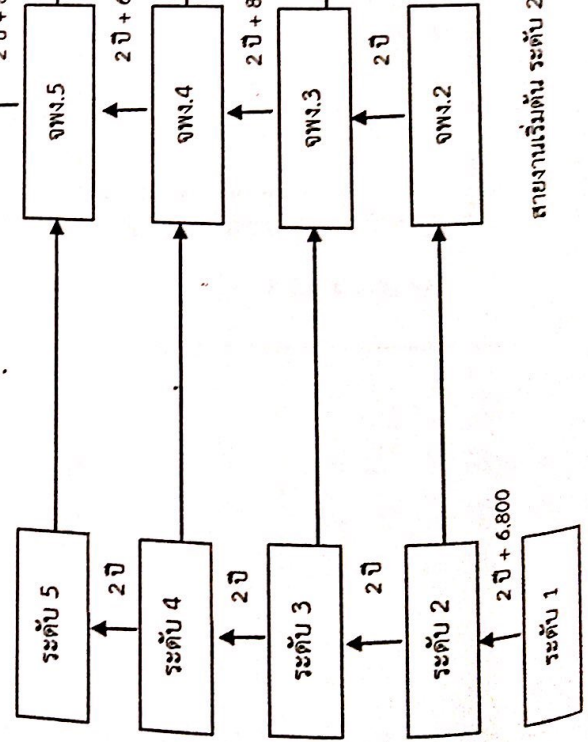 จพง.5
2 ปี + 6
จพง.4
2 ปี + 8
จพง.3
2 ปี
จพง.2
สายงานเริ่มต้น ระดับ 2
ระดับ 5
2 ปี
ระดับ 4
2 ปี
ระดับ 3
2 ปี
ระดับ 2
2 ปี + 6.800
ระดับ 1